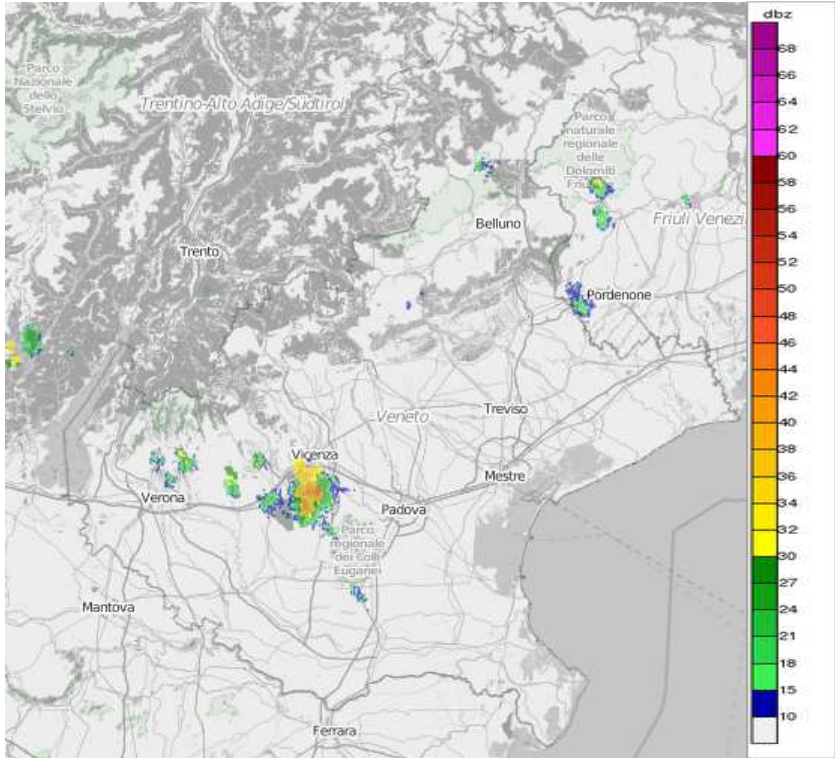 dbz
68
66
64
62
60
58
56
54
52
50
48
46
44
42
40
38
36
34
32
30
27
24
21
18
15
10
Parco
Nazionale
dello
Stelvio
Trentino-Alto Adige/Südtirol
Parco
naturale
regionale
delle
Dolomiti
Friu
Belluno
Friuli Venezi
Trento
Pordenone
Veneto
Treviso
Vicenza
Mestre
Verona
Padova
Parco
regionale
dei Colli
Euganei
Mantova
Ferrara